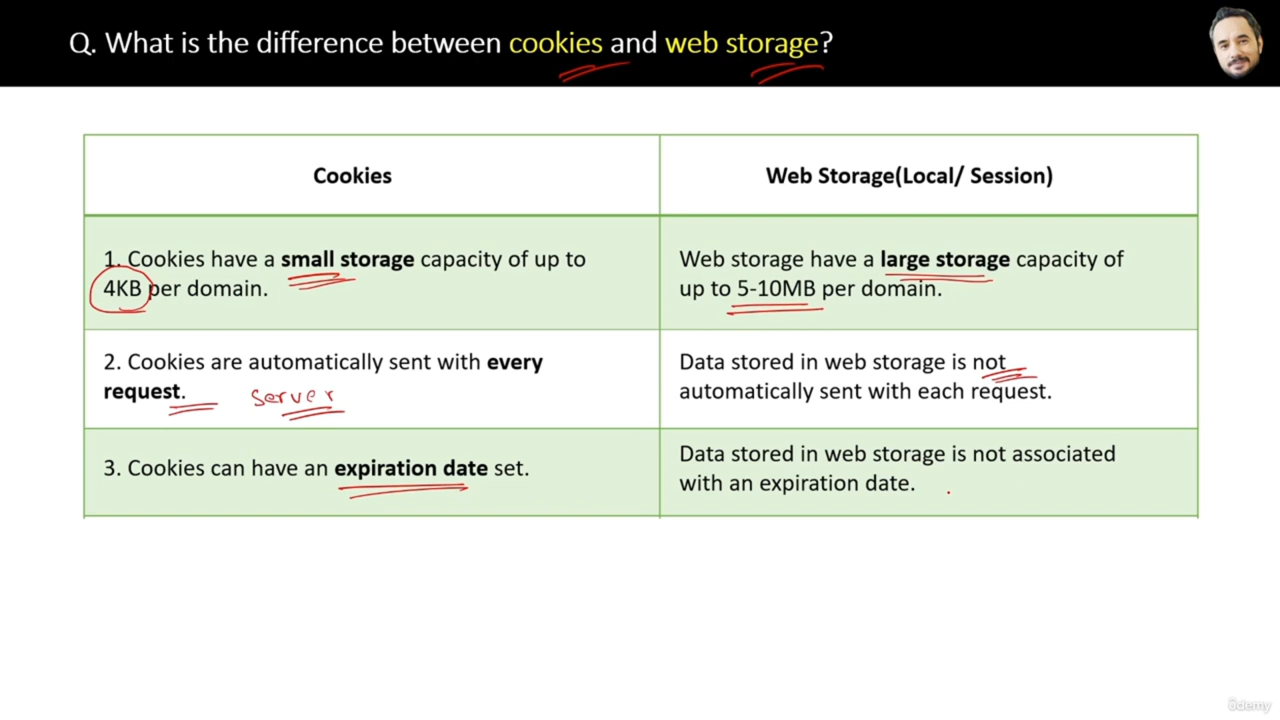 Q. What is the difference between cookies and web storage?
Cookies
Web Storage(Local/ Session)
1. Cookies have a small storage capacity of up to
4KB per domain.
Web storage have a large storage capacity of
up to 5-10MB per domain.
2. Cookies are automatically sent with every
request.
server
Data stored in web storage is not
automatically sent with each request.
3. Cookies can have an expiration date set.
Data stored in web storage is not associated
with an expiration date.
ûdemy